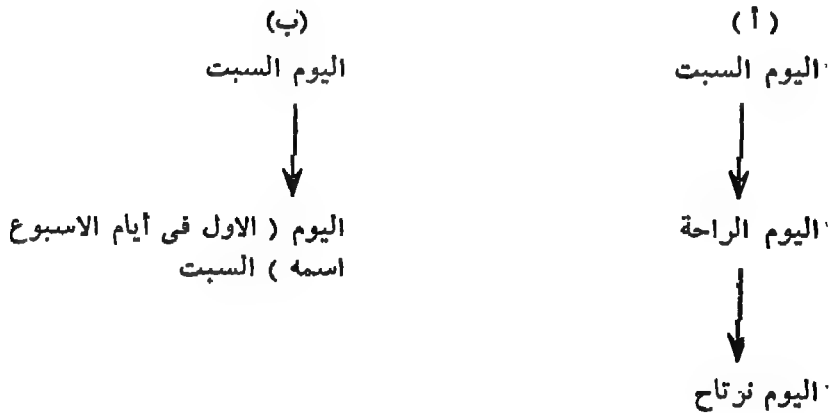 ( أ )
(ب)
اليوم السبت
اليوم السبت
اليوم الراحة
اليوم ( الاول فى أيام الاسبوع
اسمه ) السبت
اليوم نرتاح